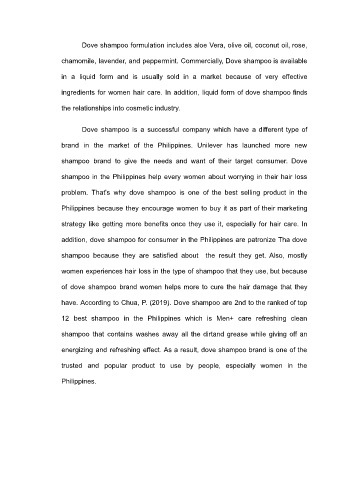 Dove shampoo formulation includes aloe Vera, olive oil, coconut oil, rose,
chamomile, lavender, and peppermint. Commercially, Dove shampoo is available
in a liquid form and is usually sold in a market because of very effective
ingredients for women hair care. In addition, liquid form of dove shampoo finds
the relationships into cosmetic industry.
Dove shampoo is a successful company which have a different type of
brand in the market of the Philippines. Unilever has launched more new
shampoo brand to give the needs and want of their target consumer. Dove
shampoo in the Philippines help every women about worrying in their hair loss
problem. That's why dove shampoo is one of the best selling product in the
Philippines because they encourage women to buy it as part of their marketing
strategy like getting more benefits once they use it, especially for hair care. In
addition, dove shampoo for consumer in the Philippines are patronize Tha dove
shampoo because they are satisfied about the result they get. Also, mostly
women experiences hair loss in the type of shampoo that they use, but because
of dove shampoo brand women helps more to cure the hair damage that they
have. According to Chua, P. (2019). Dove shampoo are 2nd to the ranked of top
12 best shampoo in the Philippines which is Men+ care refreshing clean
shampoo that contains washes away all the dirtand grease while giving off an
energizing and refreshing effect. As a result, dove shampoo brand is one of the
trusted and popular product to use by people, especially women in the
Philippines.